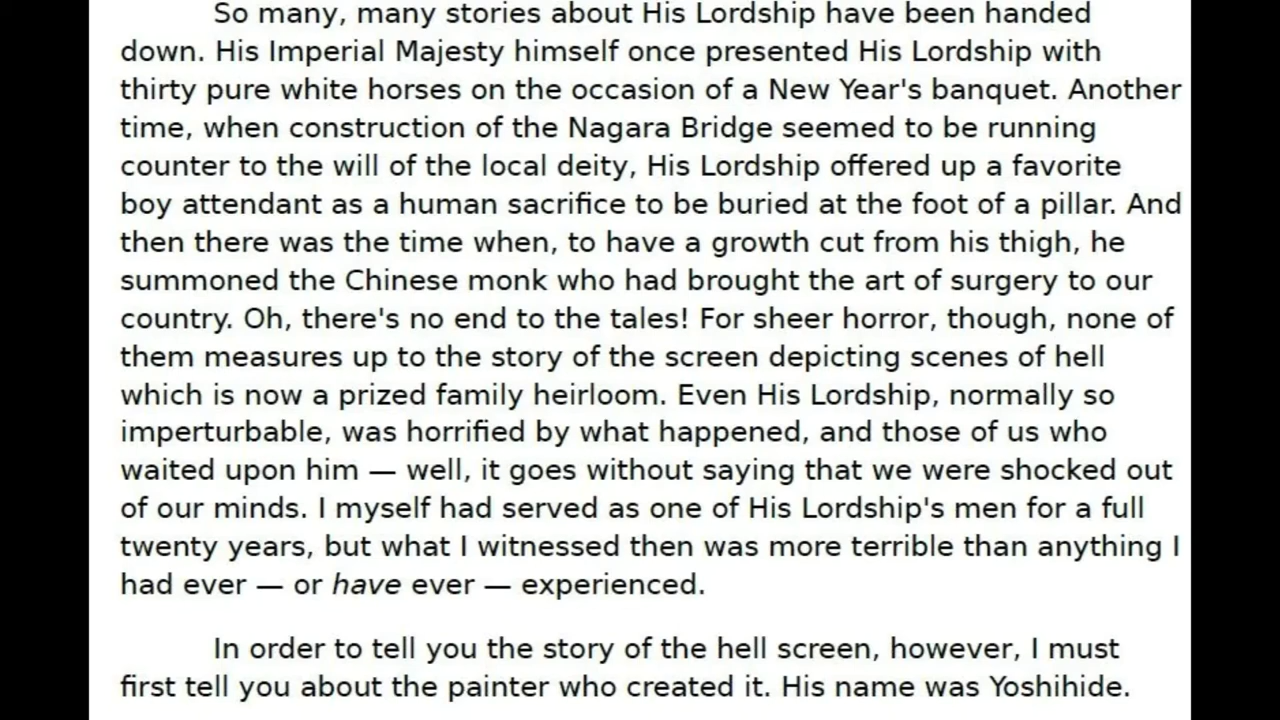 So many, many stories about His Lordship have been handed
down. His Imperial Majesty himself once presented His Lordship with
thirty pure white horses on the occasion of a New Year's banquet. Another
time, when construction of the Nagara Bridge seemed to be running
counter to the will of the local deity, His Lordship offered up a favorite
boy attendant as a human sacrifice to be buried at the foot of a pillar. And
then there was the time when, to have a growth cut from his thigh, he
summoned the Chinese monk who had brought the art of surgery to our
country. Oh, there's no end to the tales! For sheer horror, though, none of
them measures up to the story of the screen depicting scenes of hell
which is now a prized family heirloom. Even His Lordship, normally so
imperturbable, was horrified by what happened, and those of us who
waited upon him — well, it goes without saying that we were shocked out
of our minds. I myself had served as one of His Lordship's men for a full
twenty years, but what I witnessed then was more terrible than anything I
had ever — or have ever — experienced.
In order to tell you the story of the hell screen, however, I must
first tell you about the painter who created it. His name was Yoshihide.